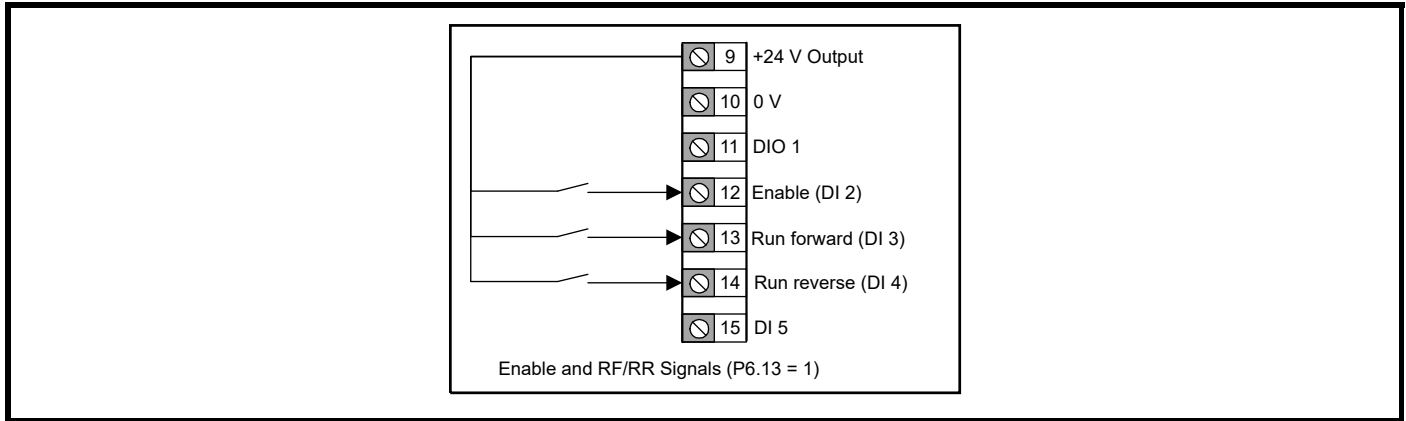 9 +24 V Output
10 0 V
11 DIO 1
12 Enable (DI 2)
13 Run forward (DI 3)
14 Run reverse (DI 4)
15 DI 5
Enable and RF/RR Signals (P6.13 = 1)